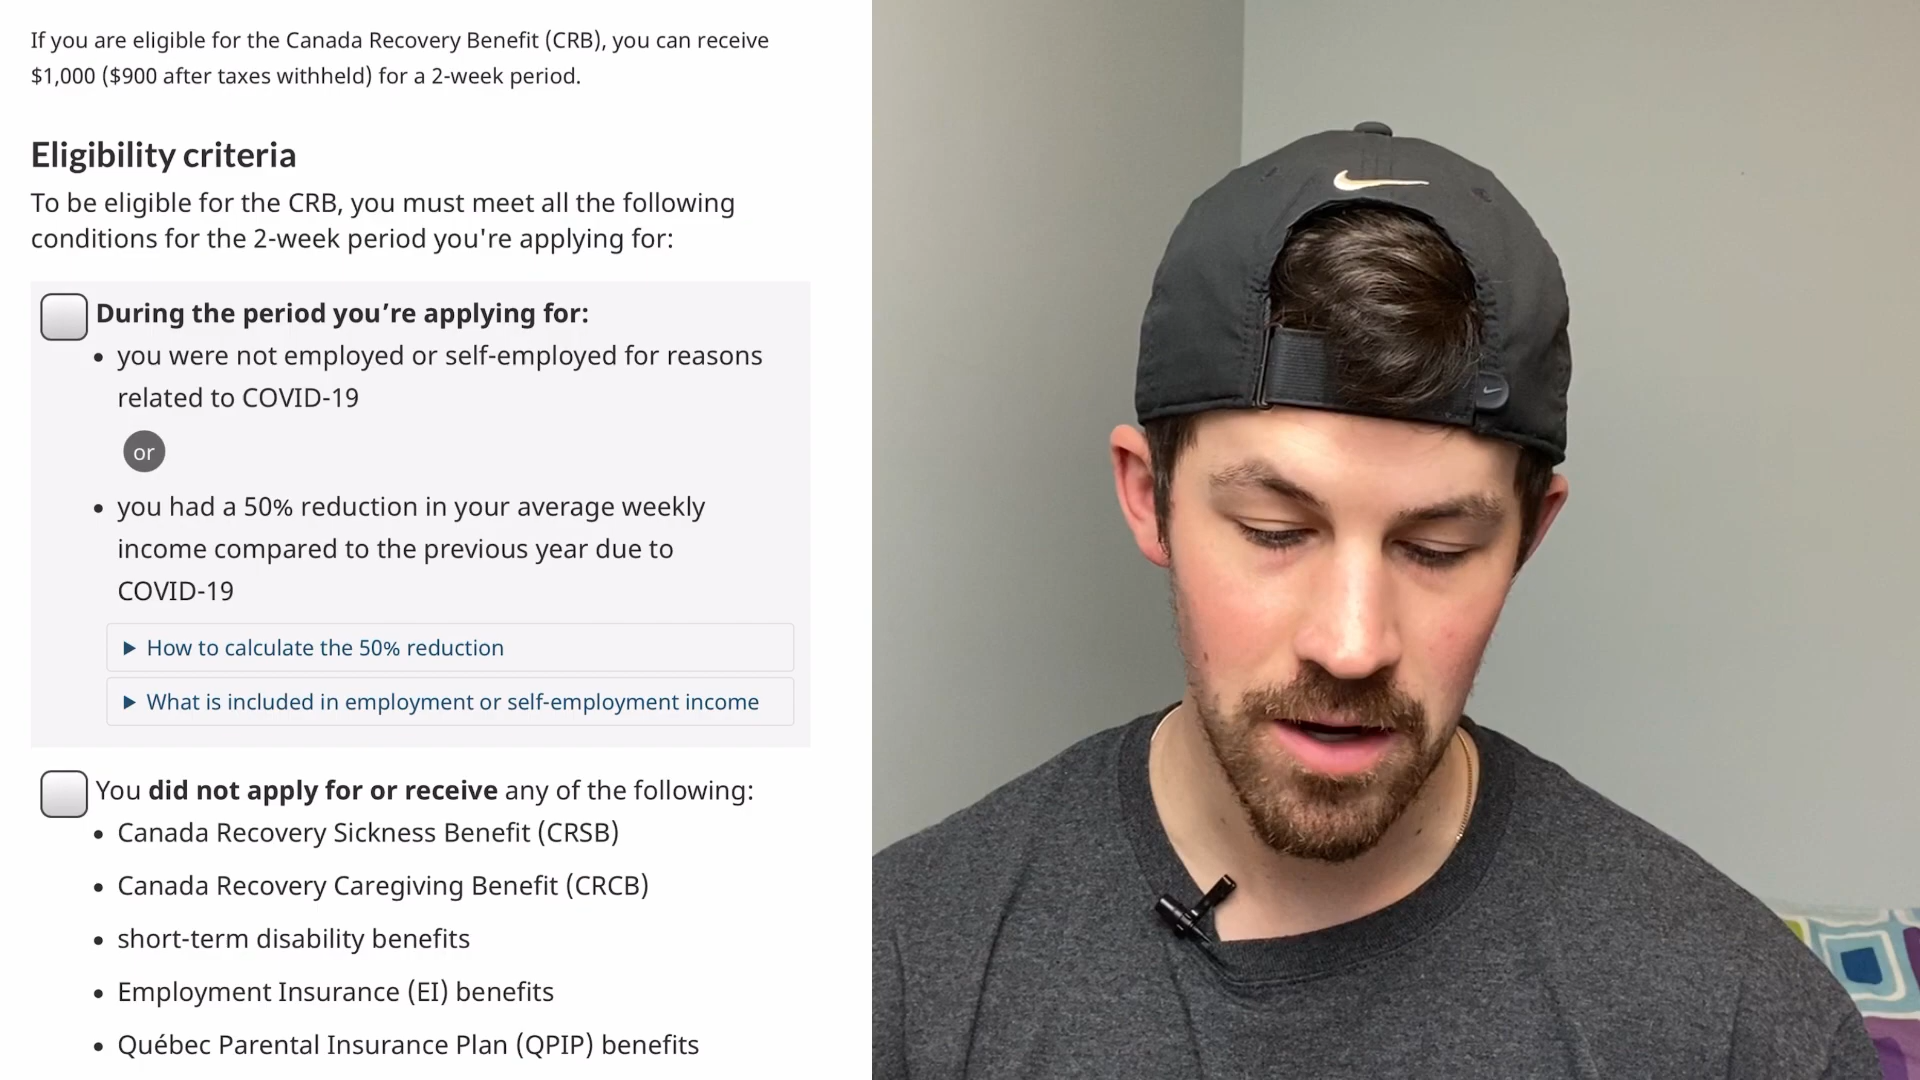 If you are eligible for the Canada Recovery Benefit (CRB), you can receive
$1,000 ($900 after taxes withheld) for a 2-week period.
Eligibility criteria
To be eligible for the CRB, you must meet all the following
conditions for the 2-week period you're applying for:
During the period you’re applying for:
• you were not employed or self-employed for reasons
related to COVID-19
or
• you had a 50% reduction in your average weekly
income compared to the previous year due to
COVID-19
How to calculate the 50% reduction
What is included in employment or self-employment income
You did not apply for or receive any of the following:
• Canada Recovery Sickness Benefit (CRSB)
• Canada Recovery Caregiving Benefit (CRCB)
• short-term disability benefits
• Employment Insurance (EI) benefits
• Québec Parental Insurance Plan (QPIP) benefits